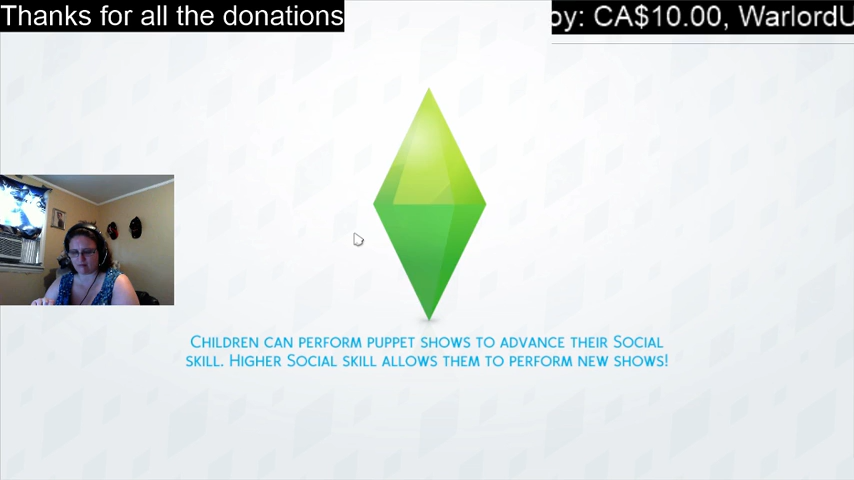 Thanks for all the donations
by: CA$10.00, WarlordU
CHILDREN CAN PERFORM PUPPET SHOWS TO ADVANCE THEIR SOCIAL
SKILL. HIGHER SOCIAL SKILL ALLOWS THEM TO PERFORM NEW SHOWS!